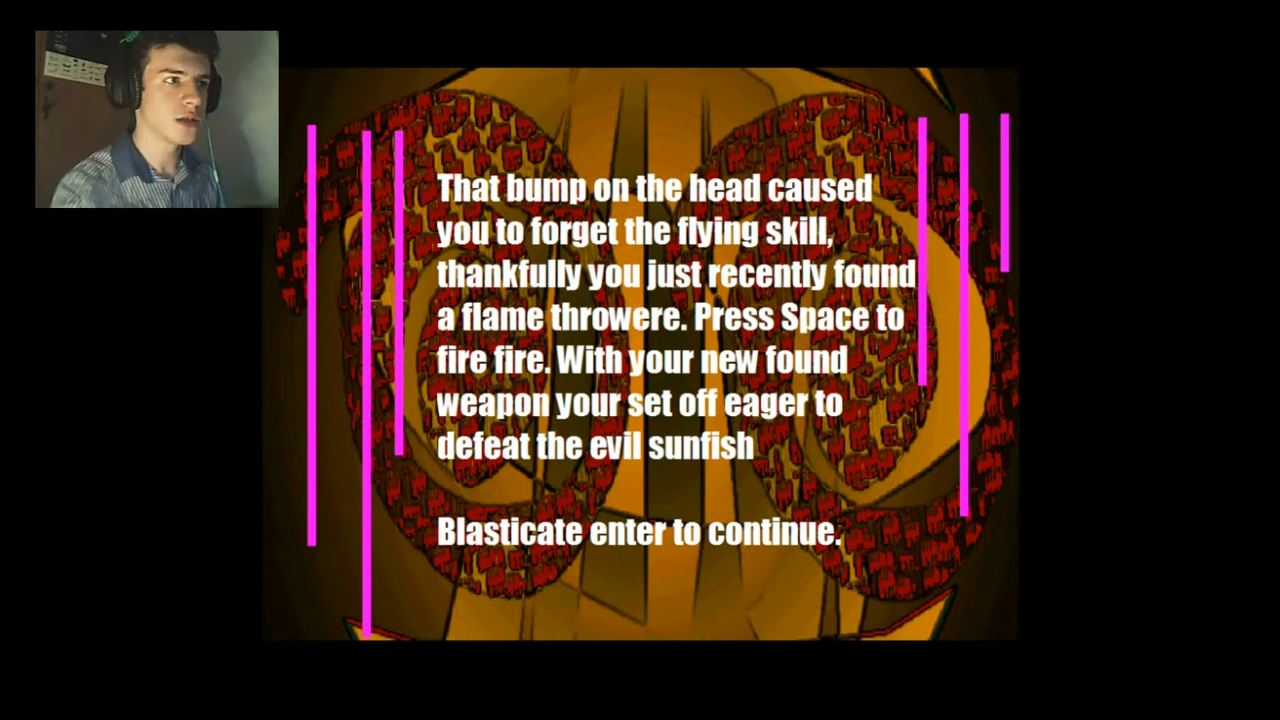 That bump on the head caused
you to forget the flying skill,
thankfully you just recently found
a flame throwere. Press Space to
fire fire. With your new found
weapon your set off eager to
defeat the evil sunfish
Blasticate enter to continue.